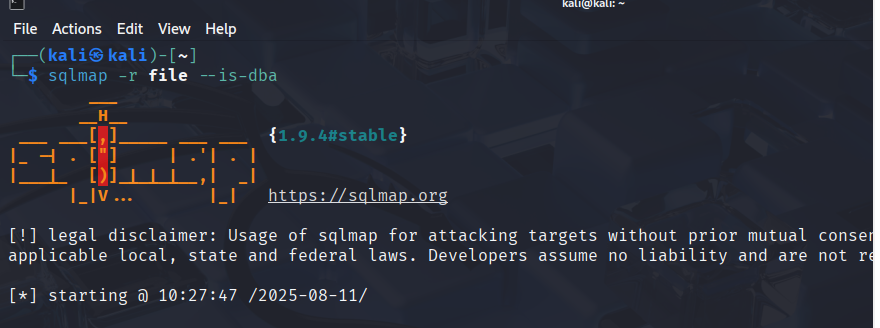 kali@kali: ~
File Actions Edit View Help
┌──(kali㉿kali)-[~]
└─$ sqlmap -r file --is-dba
        ___
       __H__
 ___ ___[,]_____ ___ ___  {1.9.4#stable}
|_ -| . ["]     | .'| . |
|___|_  [)]_|_|_|__,|  _|
      |_|V...       |_|   https://sqlmap.org
[!] legal disclaimer: Usage of sqlmap for attacking targets without prior mutual consen
applicable local, state and federal laws. Developers assume no liability and are not re
[*] starting @ 10:27:47 /2025-08-11/